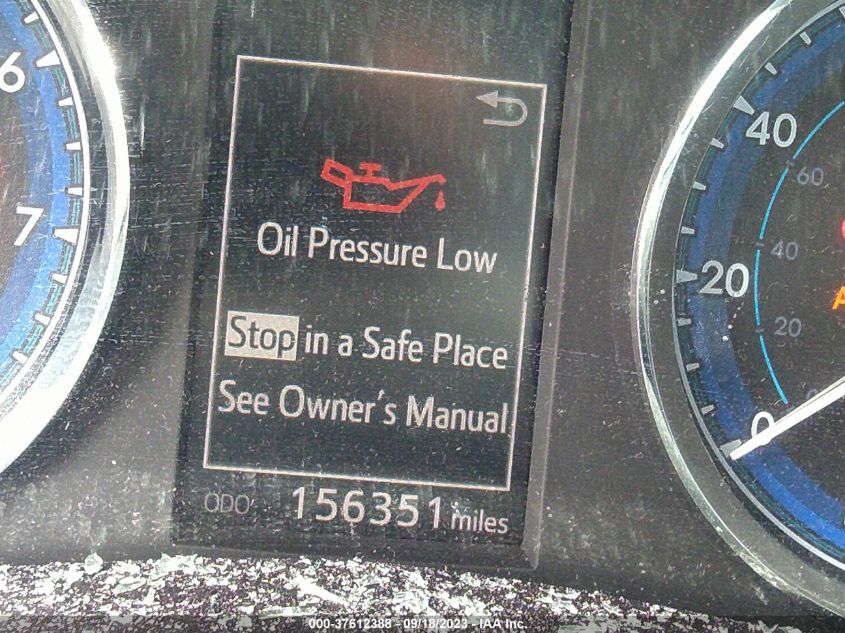 6
7
Oil Pressure Low
Stop in a Safe Place
See Owner's Manual
ODO 156351 miles
40
60
40
20
20
0
0
000-37612388 - 09/18/2023 - IAA Inc.